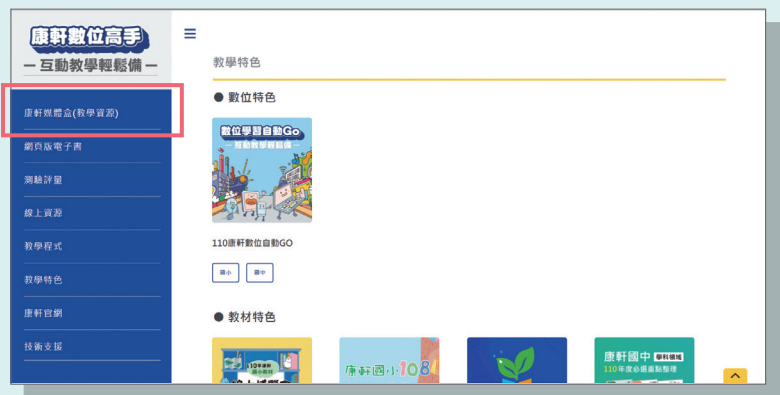 康軒數位高手
互動教學輕鬆備
康軒媒體盒(教學資源)
網頁版電子書
測驗評量
線上資源
教學程式
教學特色
康軒官網
技術支援
教學特色
● 數位特色
數位學習自動Go
互動教學輕鬆備
110康軒數位自動GO
國小
國中
● 教材特色
康軒國小108
康軒國中 學科領域
110年度必選重點整理